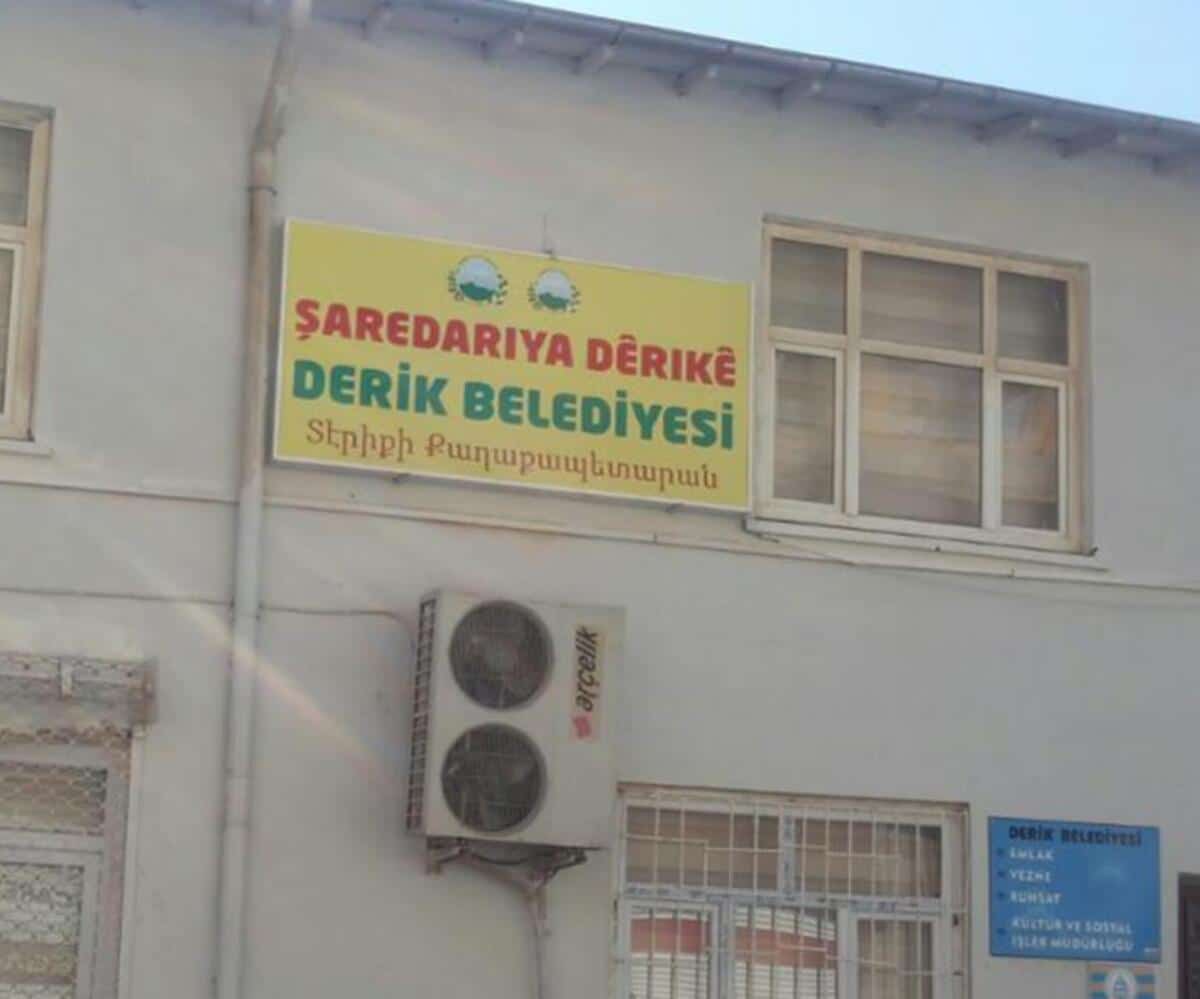 ŞAREDARIYA DÊRIKÊ
DERİK BELEDİYESİ
Տէրիքի Քաղաքապետարան
arçelik
DERİK BELEDİYESİ
EMLAK
VEZNE
RUHSAT
KÜLTÜR VE SOSYAL
İŞLER MÜDÜRLÜĞÜ